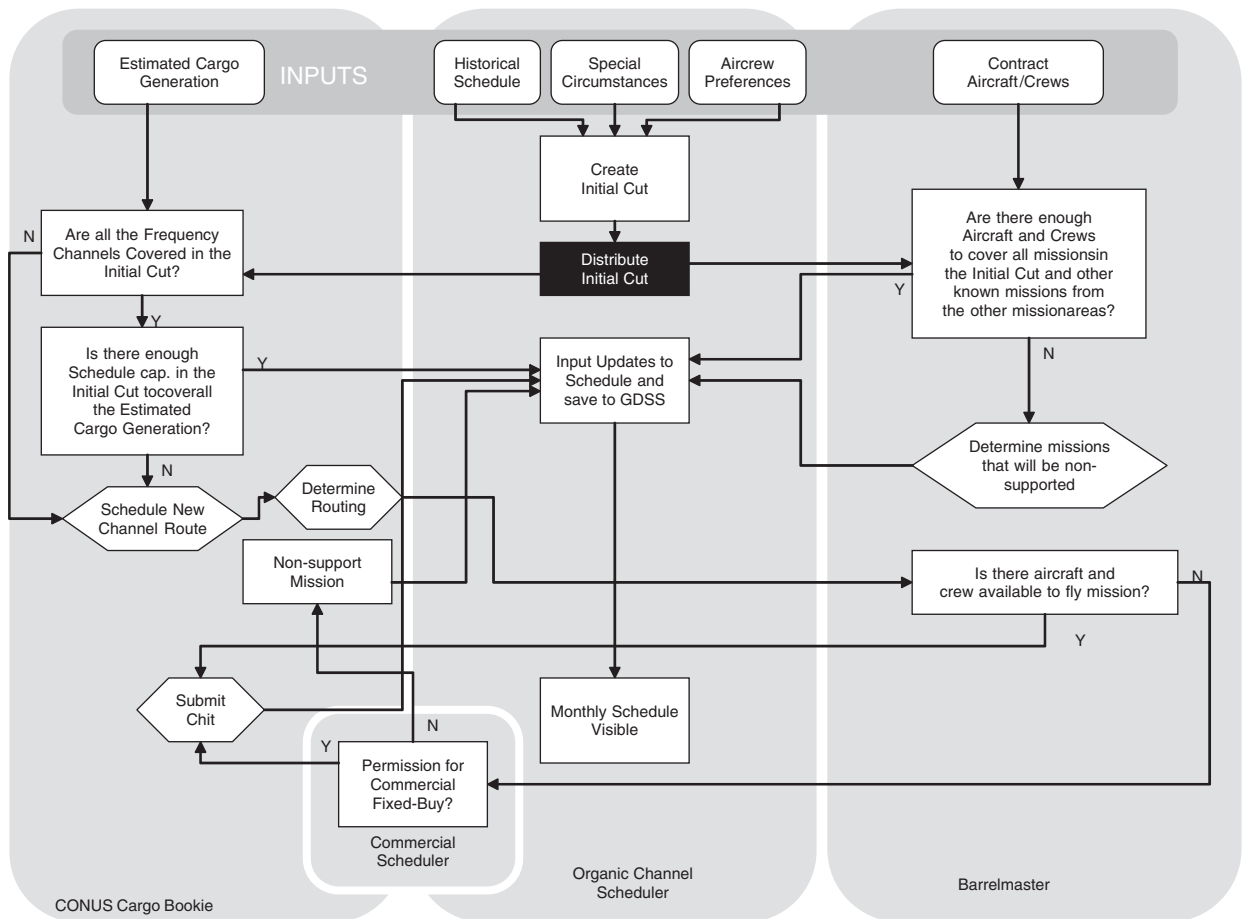 Estimated Cargo
Generation
INPUTS
Historical
Schedule
Special
Circumstances
Aircrew
Preferences
Contract
Aircraft/Crews
Create
Initial Cut
Are all the Frequency
Channels Covered in the
Initial Cut?
N
Distribute
Initial Cut
Are there enough
Aircraft and Crews
to cover all missionsin
the Initial Cut and other
known missions from
the other missionareas?
Y
Y
Is there enough
Schedule cap. in the
Initial Cut tocoverall
the Estimated
Cargo Generation?
Y
Input Updates to
Schedule and
save to GDSS
N
Determine missions
that will be non-
supported
N
Schedule New
Channel Route
Determine
Routing
Non-support
Mission
Is there aircraft and
crew available to fly mission?
N
Y
Submit
Chit
Monthly Schedule
Visible
N
Y
Permission for
Commercial
Fixed-Buy?
Commercial
Scheduler
Organic Channel
Scheduler
Barrelmaster
CONUS Cargo Bookie